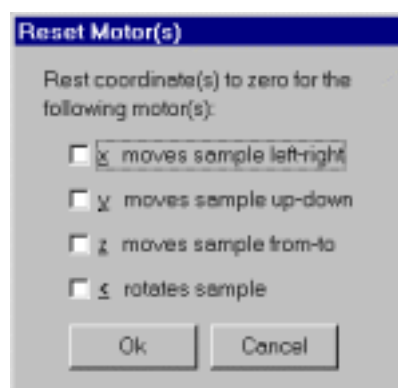 Reset Motor(s)
Rest coordinate(s) to zero for the
following motor(s):
x moves sample left-right
y moves sample up-down
z moves sample from-to
< rotates sample
Ok Cancel